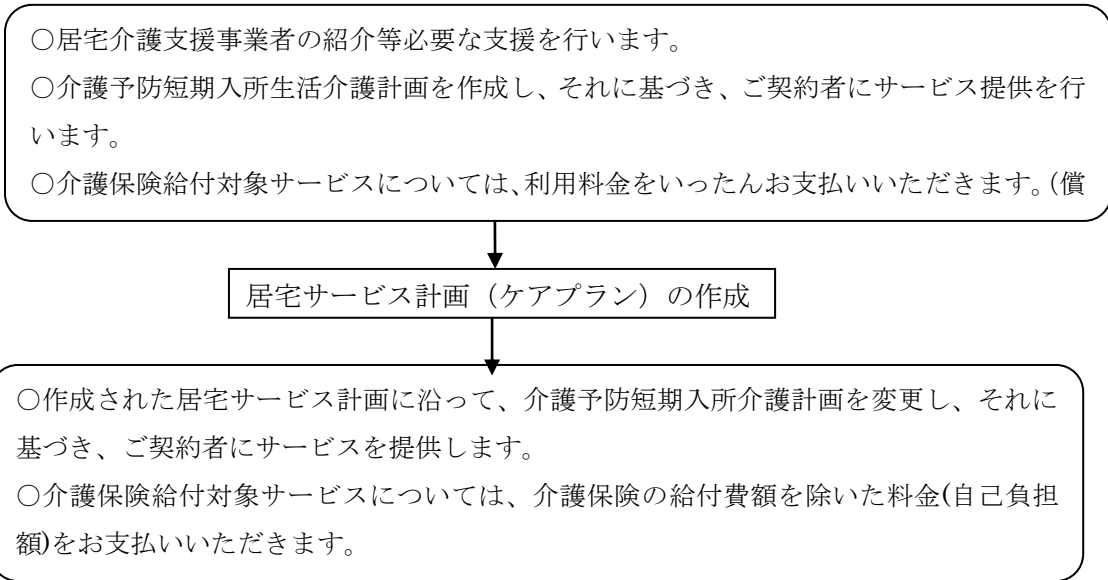 ○居宅介護支援事業者の紹介等必要な支援を行います。
○介護予防短期入所生活介護計画を作成し、それに基づき、ご契約者にサービス提供を行
います。
○介護保険給付対象サービスについては、利用料金をいったんお支払いいただきます。(償
居宅サービス計画（ケアプラン）の作成
○作成された居宅サービス計画に沿って、介護予防短期入所介護計画を変更し、それに
基づき、ご契約者にサービスを提供します。
○介護保険給付対象サービスについては、介護保険の給付費額を除いた料金(自己負担
額)をお支払いいただきます。